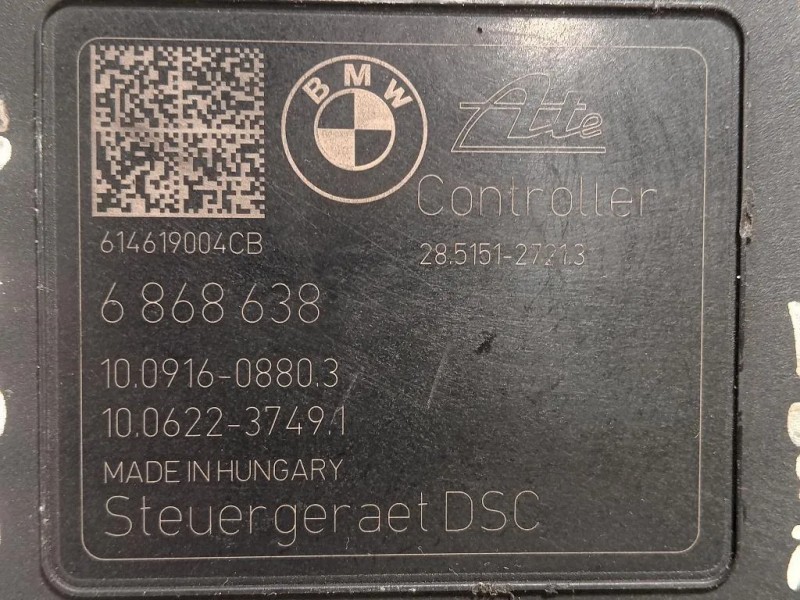 BMW
Ate
Controller
614619004CB
28.5151-2721.3
6 868 638
10.0916-0880.3
10.0622-3749.1
MADE IN HUNGARY
Steuergeraet DSC